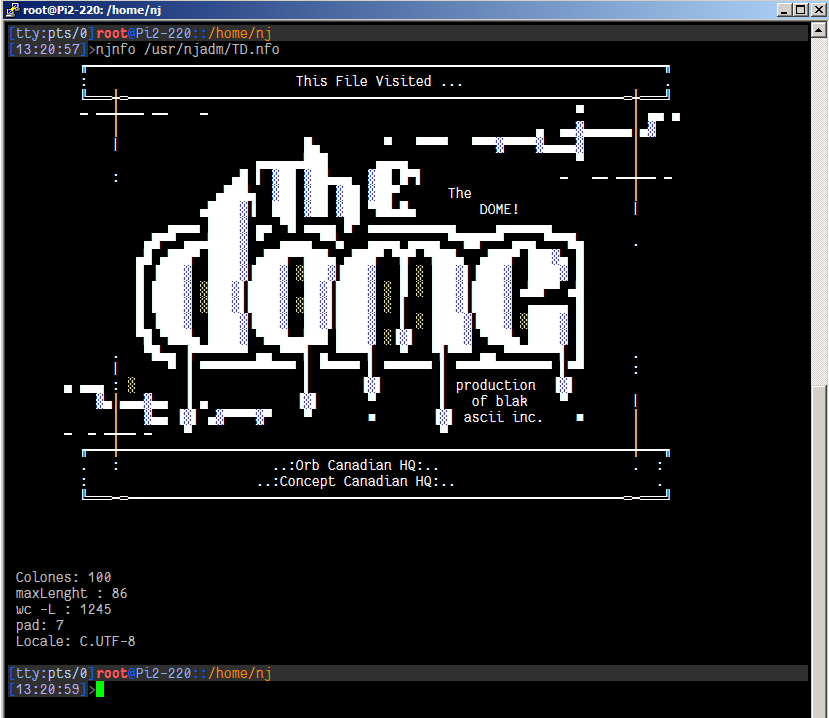 root@Pi2-220: /home/nj
[tty:pts/0]root@Pi2-220::/home/nj
[13:20:57]>njnfo /usr/njadm/TD.nfo
This File Visited ...
the
The
DOME!
dome
production
of blak
ascii inc.
..:Orb Canadian HQ:..
..:Concept Canadian HQ:..
Colones: 100
maxLenght : 86
wc -L : 1245
pad: 7
Locale: C.UTF-8
[tty:pts/0]root@Pi2-220::/home/nj
[13:20:59]>